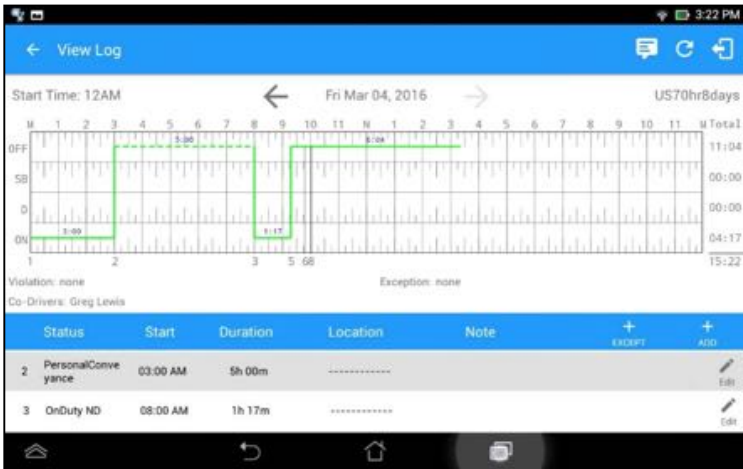 3:22 PM
View Log
Start Time: 12AM
Fri Mar 04, 2016
US70hr8days
M 1 2 3 4 5 6 7 8 9 10 11 N 1 2 3 4 5 6 7 8 9 10 11 M Total
OFF 5:00 6:04 11:04
SB 00:00
D 00:00
ON 3:00 1:17 04:17
1 2 3 5 68 15:22
Violation: none Exception: none
Co-Drivers: Greg Lewis
Status Start Duration Location Note + EXCEPT + ADD
2 PersonalConve
yance 03:00 AM 5h 00m ------------
Edit
3 OnDuty ND 08:00 AM 1h 17m ------------
Edit